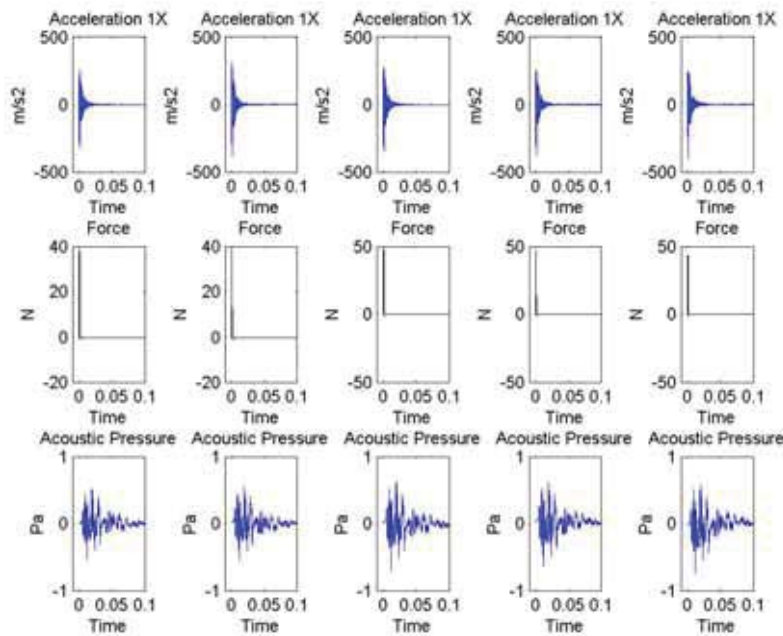 Acceleration 1X Acceleration 1X Acceleration 1X Acceleration 1X Acceleration 1X
500 500 500 500 500
m/s2 m/s2 m/s2 m/s2 m/s2
0 0 0 0 0
-500 -500 -500 -500 -500
0 0.05 0.1 0 0.05 0.1 0 0.05 0.1 0 0.05 0.1 0 0.05 0.1
Time Time Time Time Time
Force Force Force Force Force
40 40 50 50 50
20 20
N N N N N
0 0 0 0 0
-20 -20 -50 -50 -50
0 0.05 0.1 0 0.05 0.1 0 0.05 0.1 0 0.05 0.1 0 0.05 0.1
Time Time Time Time Time
Acoustic Pressure Acoustic Pressure Acoustic Pressure Acoustic Pressure Acoustic Pressure
1 1 1 1 1
Pa Pa Pa Pa Pa
0 0 0 0 0
-1 -1 -1 -1 -1
0 0.05 0.1 0 0.05 0.1 0 0.05 0.1 0 0.05 0.1 0 0.05 0.1
Time Time Time Time Time